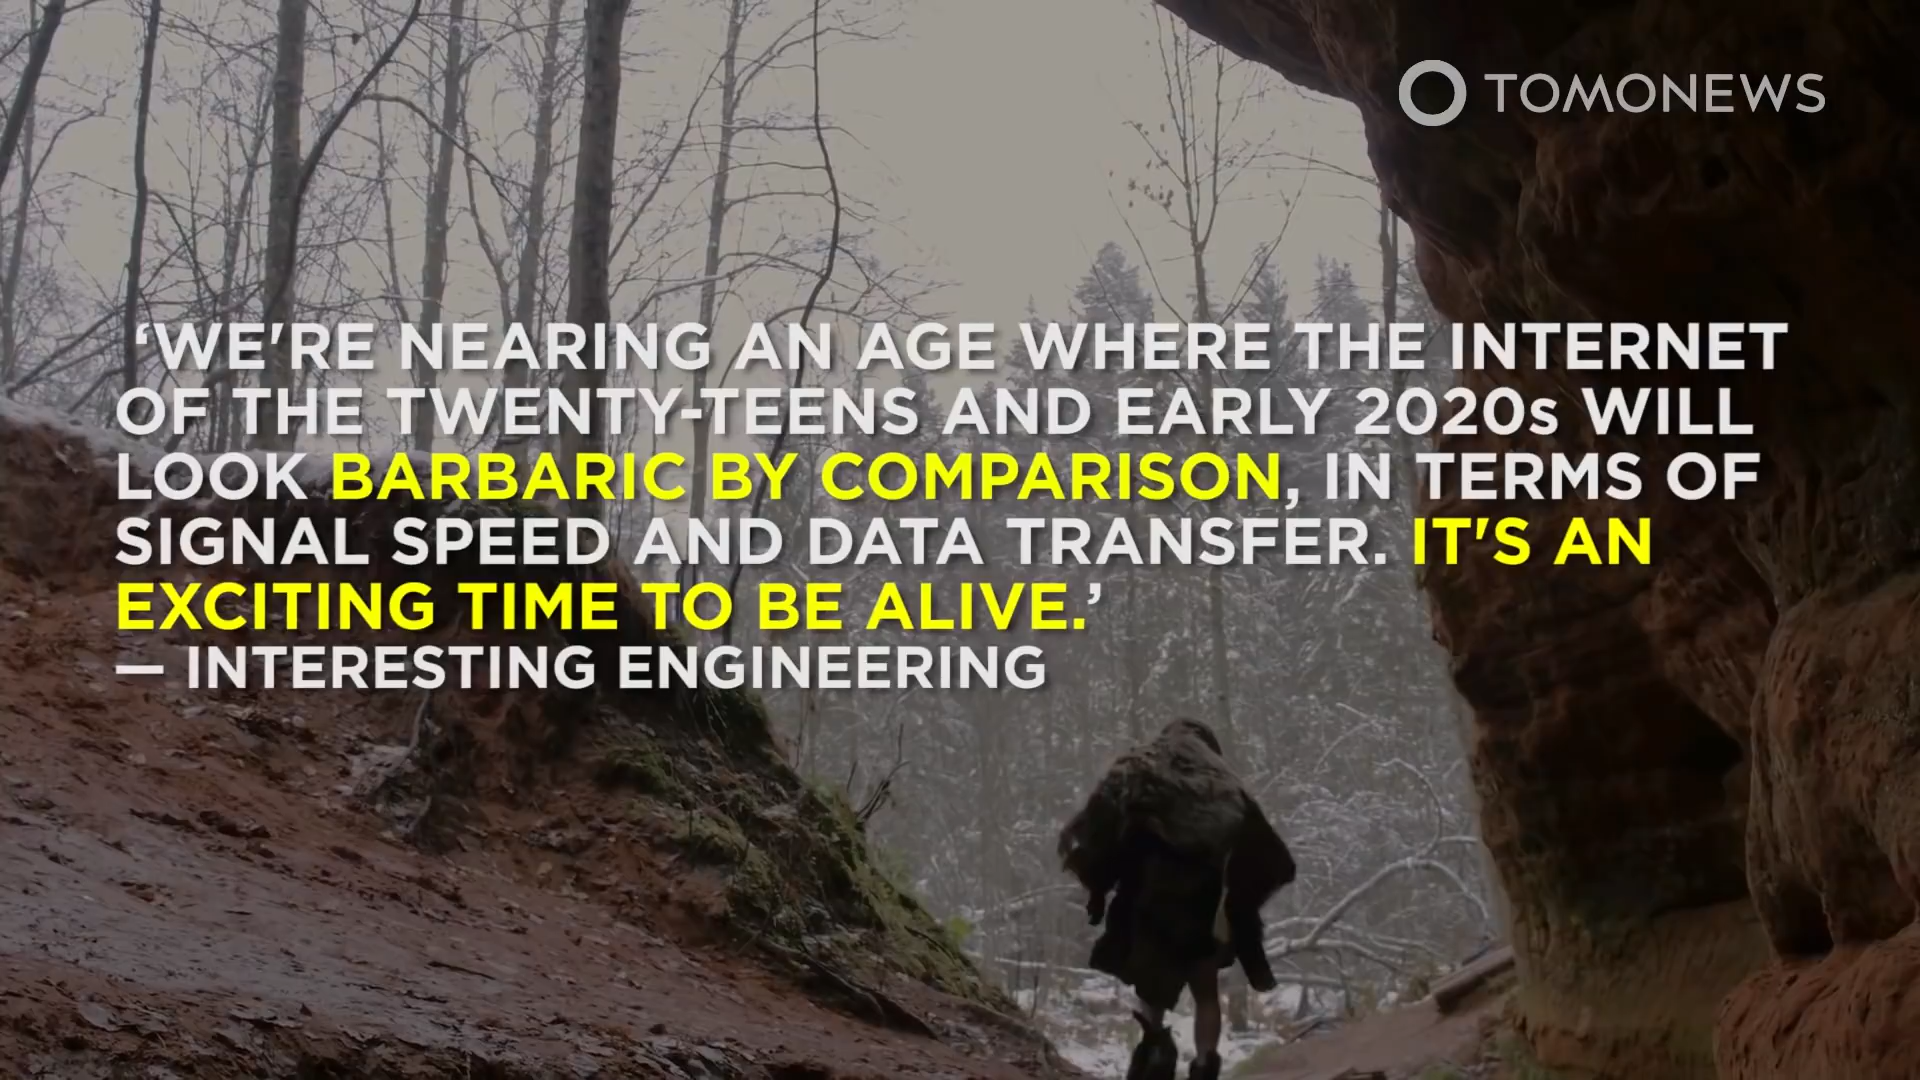 TOMONEWS
‘WE'RE NEARING AN AGE WHERE THE INTERNET
OF THE TWENTY-TEENS AND EARLY 2020s WILL
LOOK BARBARIC BY COMPARISON, IN TERMS OF
SIGNAL SPEED AND DATA TRANSFER. IT'S AN
EXCITING TIME TO BE ALIVE.’
— INTERESTING ENGINEERING